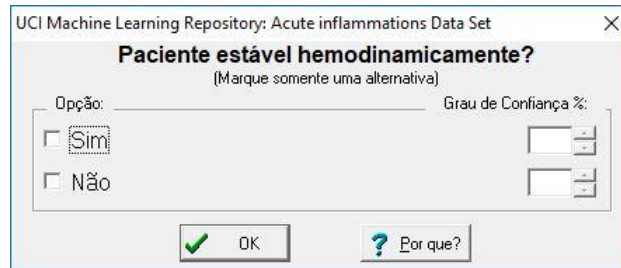 UCI Machine Learning Repository: Acute inflammations Data Set
Paciente estável hemodinamicamente?
(Marque somente uma alternativa)
Opção: Grau de Confiança %:
Sim
Não
OK ? Por que?